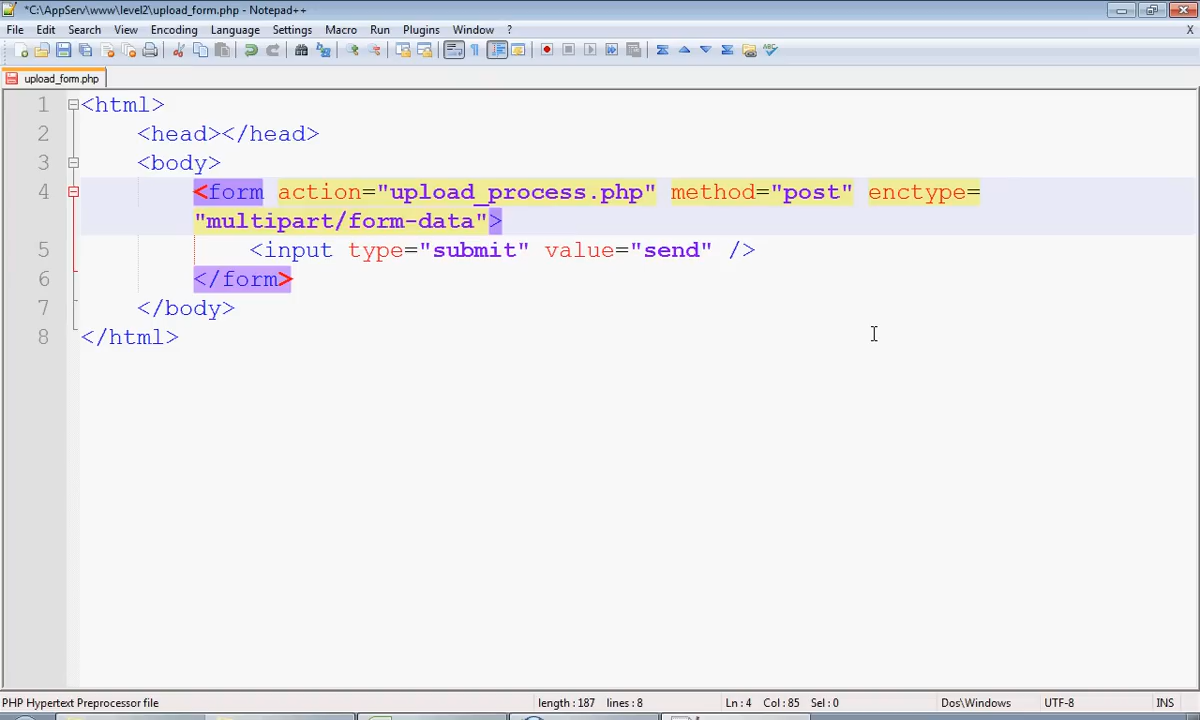 *C:\AppServ\www\level2\upload_form.php - Notepad++
File Edit Search View Encoding Language Settings Macro Run Plugins Window ? X
upload_form.php
1 <html>
2 <head></head>
3 <body>
4 <form action="upload_process.php" method="post" enctype=
"multipart/form-data">
5 <input type="submit" value="send" />
6 </form>
7 </body>
8 </html>
PHP Hypertext Preprocessor file length : 187 lines : 8 Ln : 4 Col : 85 Sel : 0 Dos\Windows UTF-8 INS